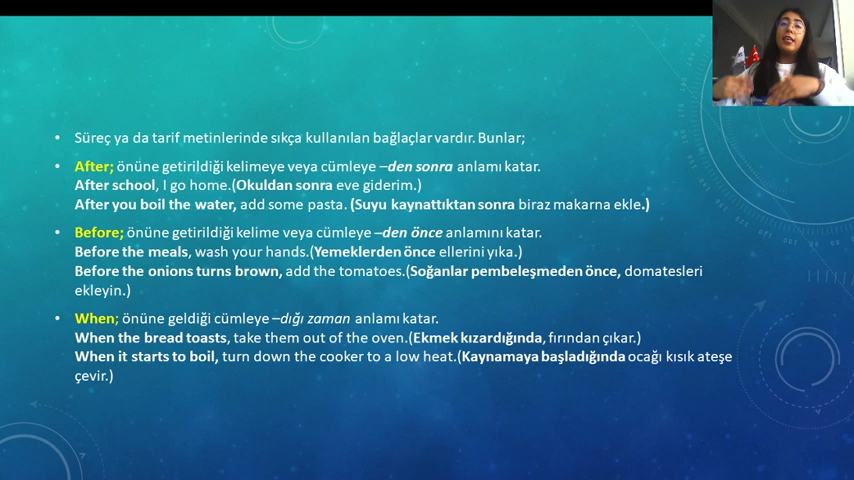 • Süreç ya da tarif metinlerinde sıkça kullanılan bağlaçlar vardır. Bunlar;
• After; önüne getirildiği kelimeye veya cümleye –den sonra anlamı katar.
After school, I go home.(Okuldan sonra eve giderim.)
After you boil the water, add some pasta. (Suyu kaynattıktan sonra biraz makarna ekle.)
• Before; önüne getirildiği kelime veya cümleye –den önce anlamını katar.
Before the meals, wash your hands.(Yemeklerden önce ellerini yıka.)
Before the onions turns brown, add the tomatoes.(Soğanlar pembeleşmeden önce, domatesleri
ekleyin.)
• When; önüne geldiği cümleye –dığı zaman anlamı katar.
When the bread toasts, take them out of the oven.(Ekmek kızardığında, fırından çıkar.)
When it starts to boil, turn down the cooker to a low heat.(Kaynamaya başladığında ocağı kısık ateşe
çevir.)